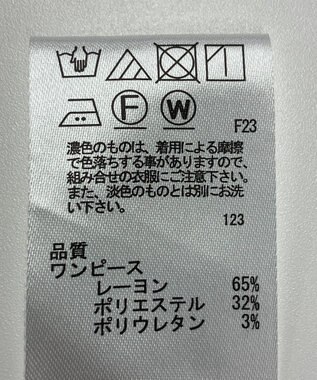 F W
F23
濃色のものは、着用による摩擦
で色落ちする事がありますので、
組み合せの衣服にご注意下さい。
また、淡色のものとは別にお洗
い下さい。
123
品質
ワンピース
レーヨン 65%
ポリエステル 32%
ポリウレタン 3%